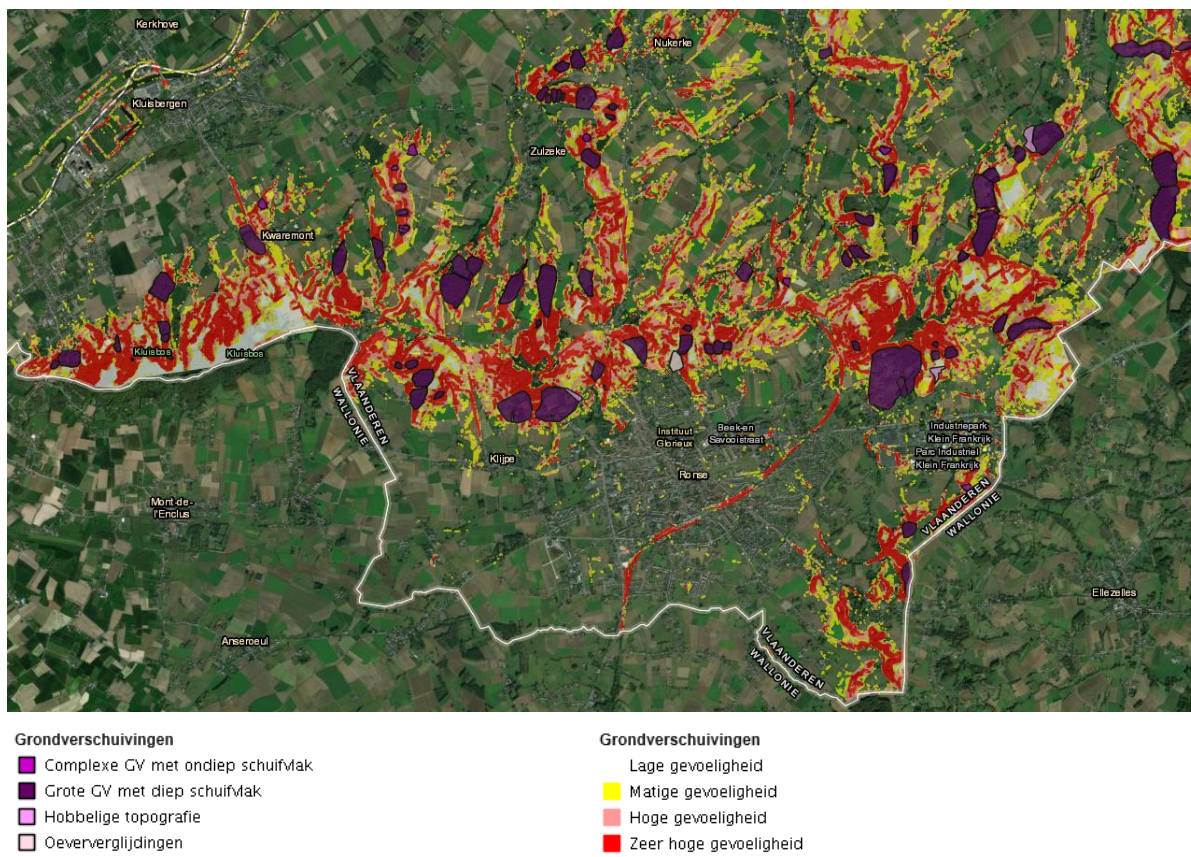 Kerkhove
Nukerke
Kluisbergen
Zulzeke
Kwaremont
Kluisbos
Kluisbos
VLAANDEREN
WALLONIE
Instituut
Glorieux
Beek-en
Savooistraat
Industriepark
Klein Frankrijk
Parc Industriel
Klein Frankrijk
Klijpe
Ronse
Mont-de-
l'Enclus
VLAANDEREN
WALLONIE
Ellezelles
Anseroeul
VLAANDEREN
WALLONIE
Grondverschuivingen
Complexe GV met ondiep schuifvlak
Grote GV met diep schuifvlak
Hobbelige topografie
Oeververglijdingen
Grondverschuivingen
Lage gevoeligheid
Matige gevoeligheid
Hoge gevoeligheid
Zeer hoge gevoeligheid